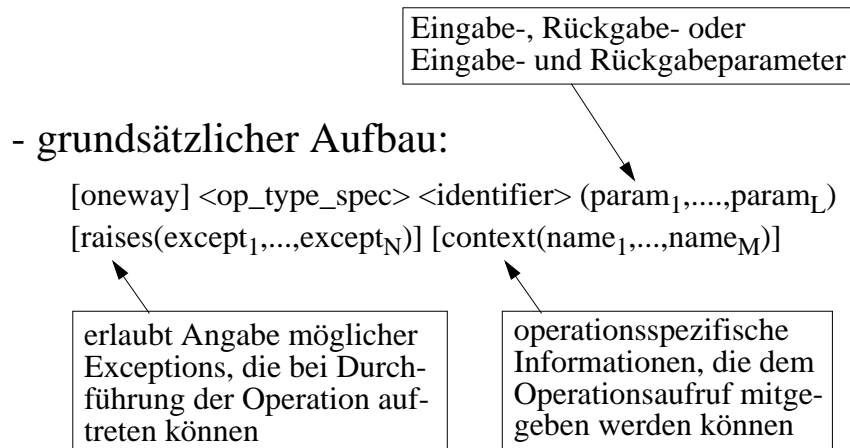 Eingabe-, Rückgabe- oder
Eingabe- und Rückgabeparameter
- grundsätzlicher Aufbau:
[oneway] <op_type_spec> <identifier> (param1,....,paramL)
[raises(except1,...,exceptN)] [context(name1,...,nameM)]
erlaubt Angabe möglicher
Exceptions, die bei Durch-
führung der Operation auf-
treten können
operationsspezifische
Informationen, die dem
Operationsaufruf mitge-
geben werden können